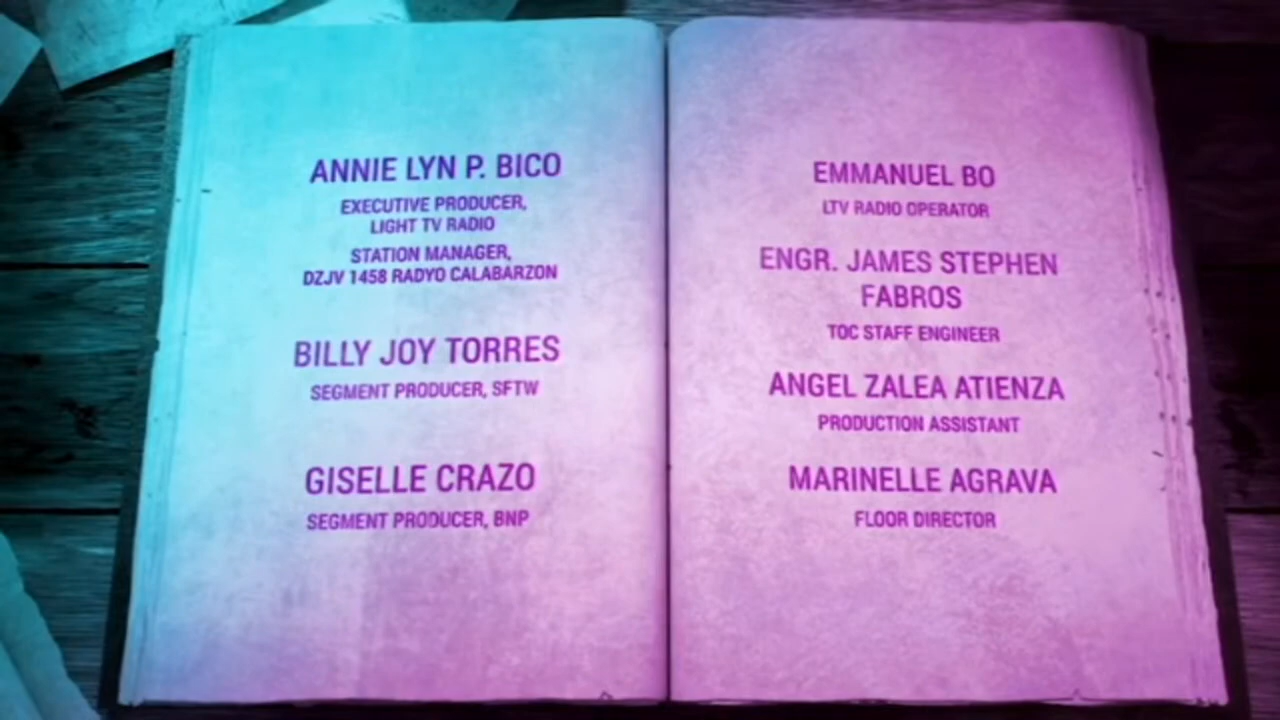 ANNIE LYN P. BICO
EXECUTIVE PRODUCER,
LIGHT TV RADIO
STATION MANAGER,
DZJV 1458 RADYO CALABARZON
BILLY JOY TORRES
SEGMENT PRODUCER, SFTW
GISELLE CRAZO
SEGMENT PRODUCER, BNP
EMMANUEL BO
LTV RADIO OPERATOR
ENGR. JAMES STEPHEN
FABROS
TOC STAFF ENGINEER
ANGEL ZALEA ATIENZA
PRODUCTION ASSISTANT
MARINELLE AGRAVA
FLOOR DIRECTOR